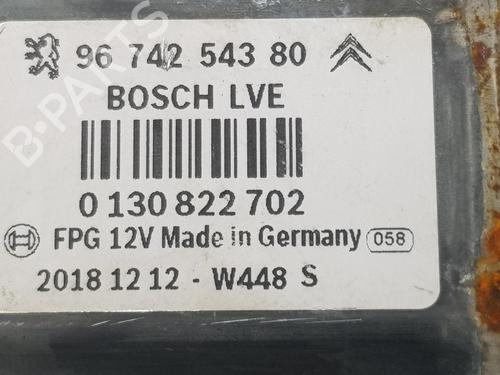 96 742 543 80
BOSCH LVE
0 130 822 702
FPG 12V Made in Germany 058
2018 12 12 - W448 S
B-PARTS